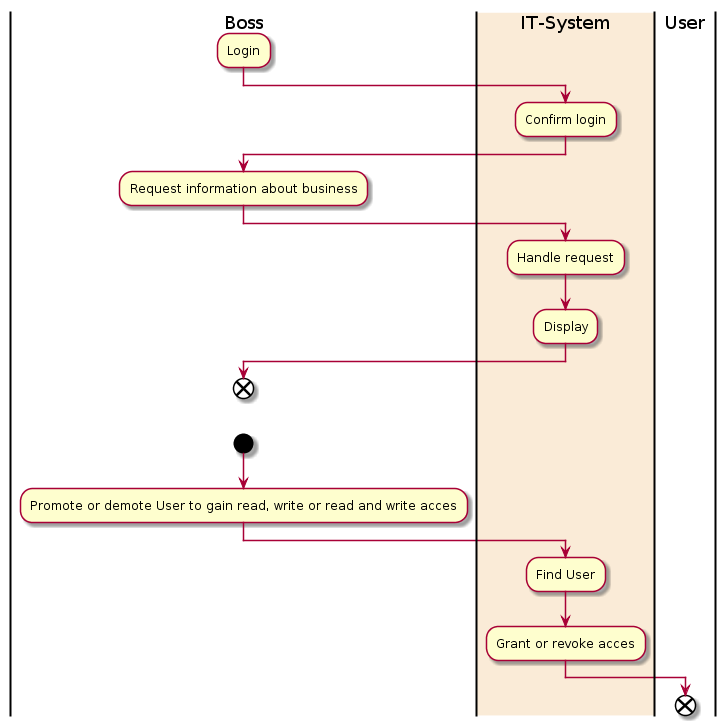 Boss
IT-System
User
Login
Confirm login
Request information about business
Handle request
Display
Promote or demote User to gain read, write or read and write acces
Find User
Grant or revoke acces